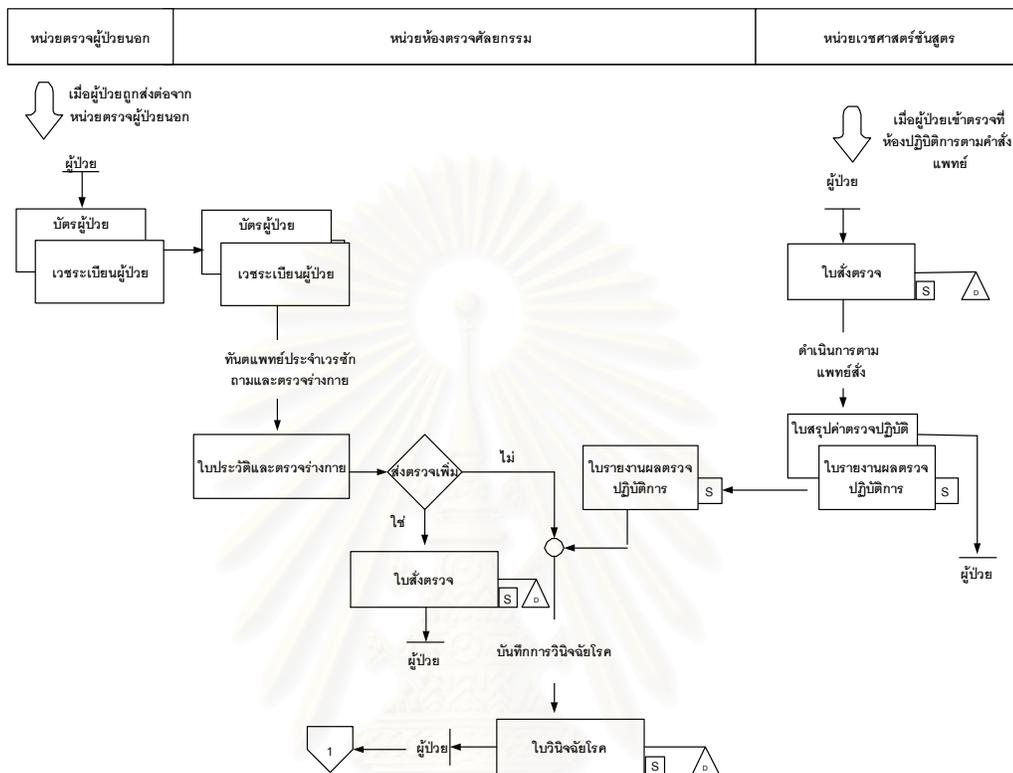 หน่วยตรวจผู้ป่วยนอก
หน่วยห้องตรวจศัลยกรรม
หน่วยเวชศาสตร์ชันสูตร
เมื่อผู้ป่วยถูกส่งต่อจาก
หน่วยตรวจผู้ป่วยนอก
ผู้ป่วย
บัตรผู้ป่วย
เวชระเบียนผู้ป่วย
บัตรผู้ป่วย
เวชระเบียนผู้ป่วย
ทันตแพทย์ประจำเวรซัก
ถามและตรวจร่างกาย
ใบประวัติและตรวจร่างกาย
ส่งตรวจเพิ่ม
ไม่
ใช่
ใบสั่งตรวจ
S
D
ผู้ป่วย
เมื่อผู้ป่วยเข้าตรวจที่
ห้องปฏิบัติการตามคำสั่ง
แพทย์
ผู้ป่วย
ใบสั่งตรวจ
S
D
ดำเนินการตาม
แพทย์สั่ง
ใบสรุปค่าตรวจปฏิบัติ
ใบรายงานผลตรวจ
ปฏิบัติการ
S
ใบรายงานผลตรวจ
ปฏิบัติการ
S
ผู้ป่วย
บันทึกการวินิจฉัยโรค
ใบวินิจฉัยโรค
S
D
ผู้ป่วย
1